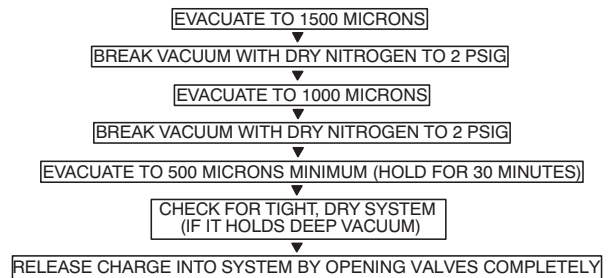 EVACUATE TO 1500 MICRONS
BREAK VACUUM WITH DRY NITROGEN TO 2 PSIG
EVACUATE TO 1000 MICRONS
BREAK VACUUM WITH DRY NITROGEN TO 2 PSIG
EVACUATE TO 500 MICRONS MINIMUM (HOLD FOR 30 MINUTES)
CHECK FOR TIGHT, DRY SYSTEM
(IF IT HOLDS DEEP VACUUM)
RELEASE CHARGE INTO SYSTEM BY OPENING VALVES COMPLETELY